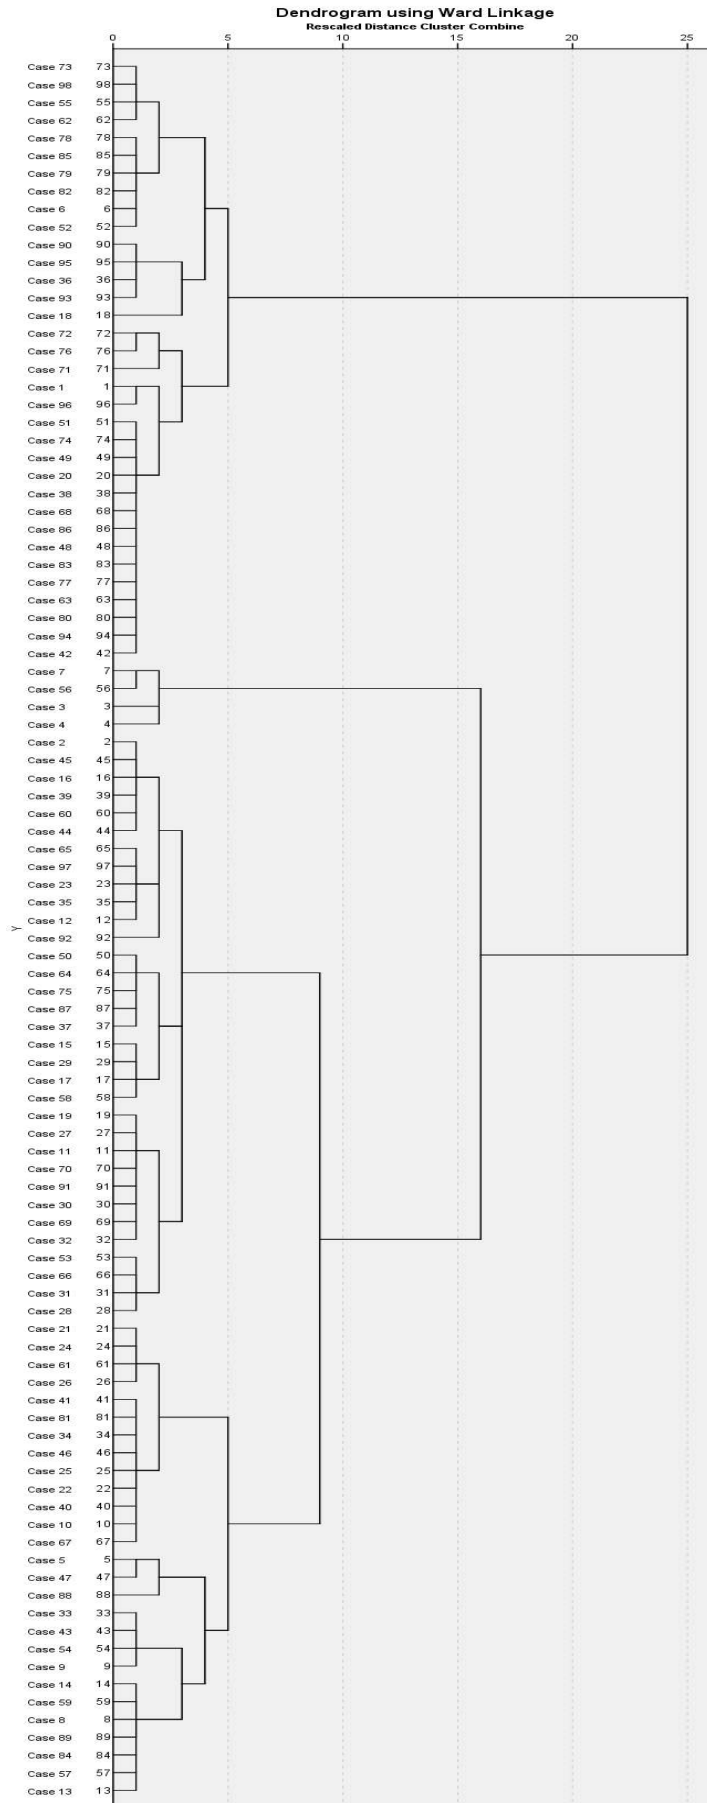 Dendrogram using Ward Linkage
Rescaled Distance Cluster Combine
0 5 10 15 20 25
Case 73 73
Case 98 98
Case 55 55
Case 62 62
Case 78 78
Case 85 85
Case 79 79
Case 82 82
Case 6 6
Case 52 52
Case 90 90
Case 95 95
Case 36 36
Case 93 93
Case 18 18
Case 72 72
Case 76 76
Case 71 71
Case 1 1
Case 96 96
Case 51 51
Case 74 74
Case 49 49
Case 20 20
Case 38 38
Case 68 68
Case 86 86
Case 48 48
Case 83 83
Case 77 77
Case 63 63
Case 80 80
Case 94 94
Case 42 42
Case 7 7
Case 56 56
Case 3 3
Case 4 4
Case 2 2
Case 45 45
Case 16 16
Case 39 39
Case 60 60
Case 44 44
Case 65 65
Case 97 97
Case 23 23
Case 35 35
Case 12 12
Case 92 92
Y
Case 50 50
Case 64 64
Case 75 75
Case 87 87
Case 37 37
Case 15 15
Case 29 29
Case 17 17
Case 58 58
Case 19 19
Case 27 27
Case 11 11
Case 70 70
Case 91 91
Case 30 30
Case 69 69
Case 32 32
Case 53 53
Case 66 66
Case 31 31
Case 28 28
Case 21 21
Case 24 24
Case 61 61
Case 26 26
Case 41 41
Case 81 81
Case 34 34
Case 46 46
Case 25 25
Case 22 22
Case 40 40
Case 10 10
Case 67 67
Case 5 5
Case 47 47
Case 88 88
Case 33 33
Case 43 43
Case 54 54
Case 9 9
Case 14 14
Case 59 59
Case 8 8
Case 89 89
Case 84 84
Case 57 57
Case 13 13